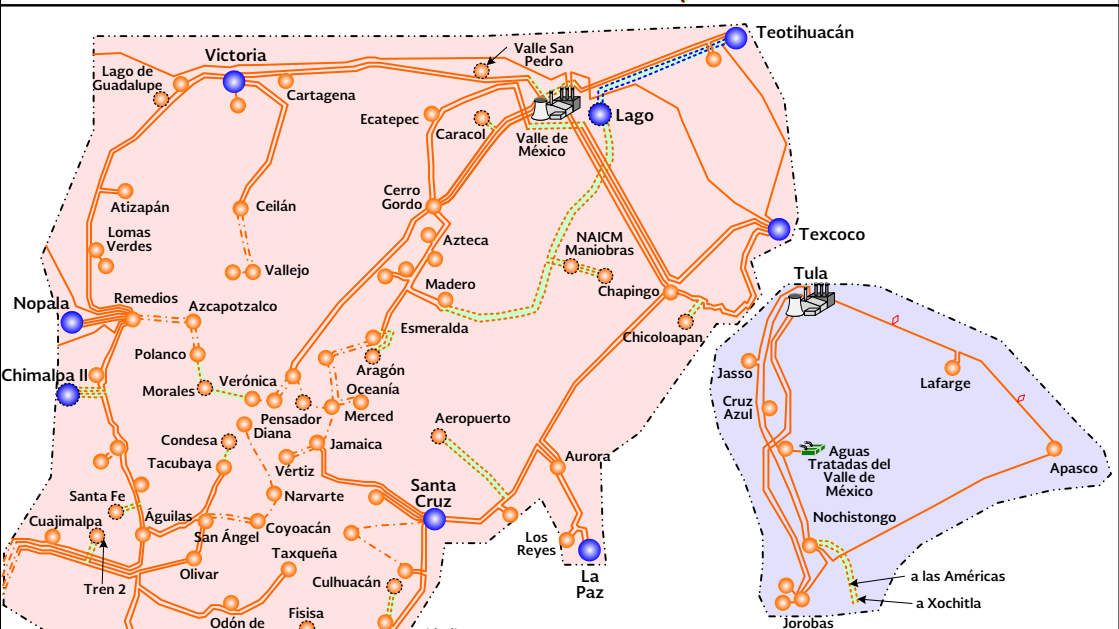 Teotihuacán
Victoria
Valle San
Pedro
Lago de
Guadalupe
Cartagena
Ecatepec
Caracol
Lago
Valle de
México
Atizapán
Cerro
Gordo
Ceilán
Lomas
Verdes
Azteca
NAICM
Maniobras
Texcoco
Vallejo
Tula
Madero
Chapingo
Nopala
Remedios
Azcapotzalco
Esmeralda
Chicoloapan
Polanco
Aragón
Jasso
Lafarge
Chimalpa II
Morales
Verónica
Oceanía
Cruz
Azul
Pensador
Merced
Aeropuerto
Diana
Condesa
Jamaica
Aguas
Tratadas del
Valle de
México
Apasco
Tacubaya
Vértiz
Aurora
Santa Fe
Narvarte
Santa
Cruz
Cuajimalpa
Águilas
San Ángel
Coyoacán
Nochistongo
Los
Reyes
Taxqueña
Olivar
Tren 2
Culhuacán
La
Paz
a las Américas
a Xochitla
Odón de
Fisisa
Jorobas